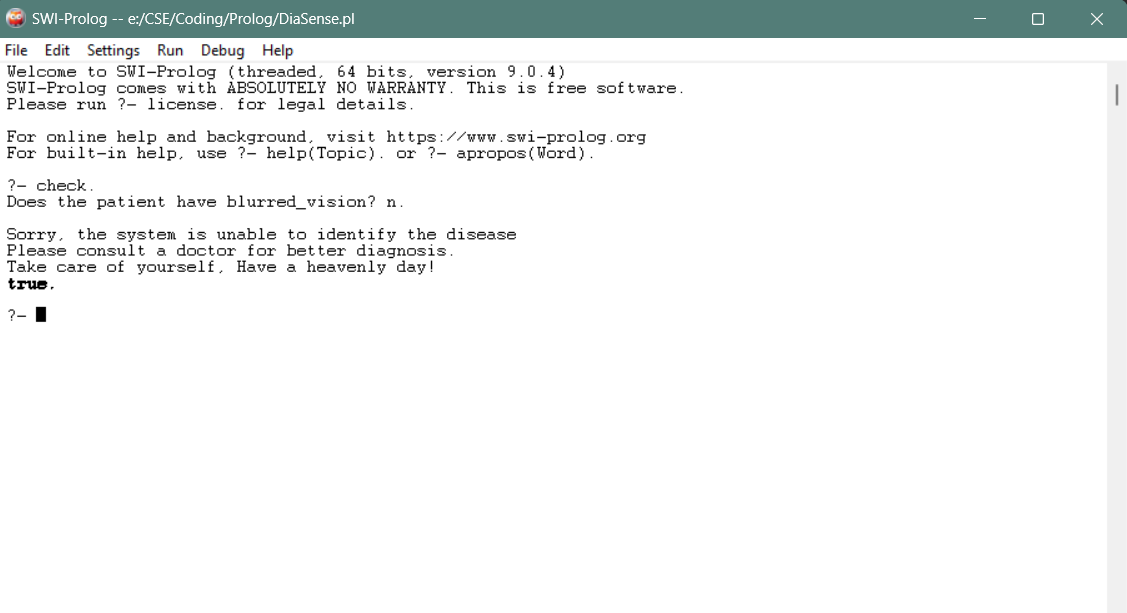 SWI-Prolog -- e:/CSE/Coding/Prolog/DiaSense.pl
File Edit Settings Run Debug Help
Welcome to SWI-Prolog (threaded, 64 bits, version 9.0.4)
SWI-Prolog comes with ABSOLUTELY NO WARRANTY. This is free software.
Please run ?- license. for legal details.
For online help and background, visit https://www.swi-prolog.org
For built-in help, use ?- help(Topic). or ?- apropos(Word).
?- check.
Does the patient have blurred_vision? n.
Sorry, the system is unable to identify the disease
Please consult a doctor for better diagnosis.
Take care of yourself, Have a heavenly day!
true.
?-